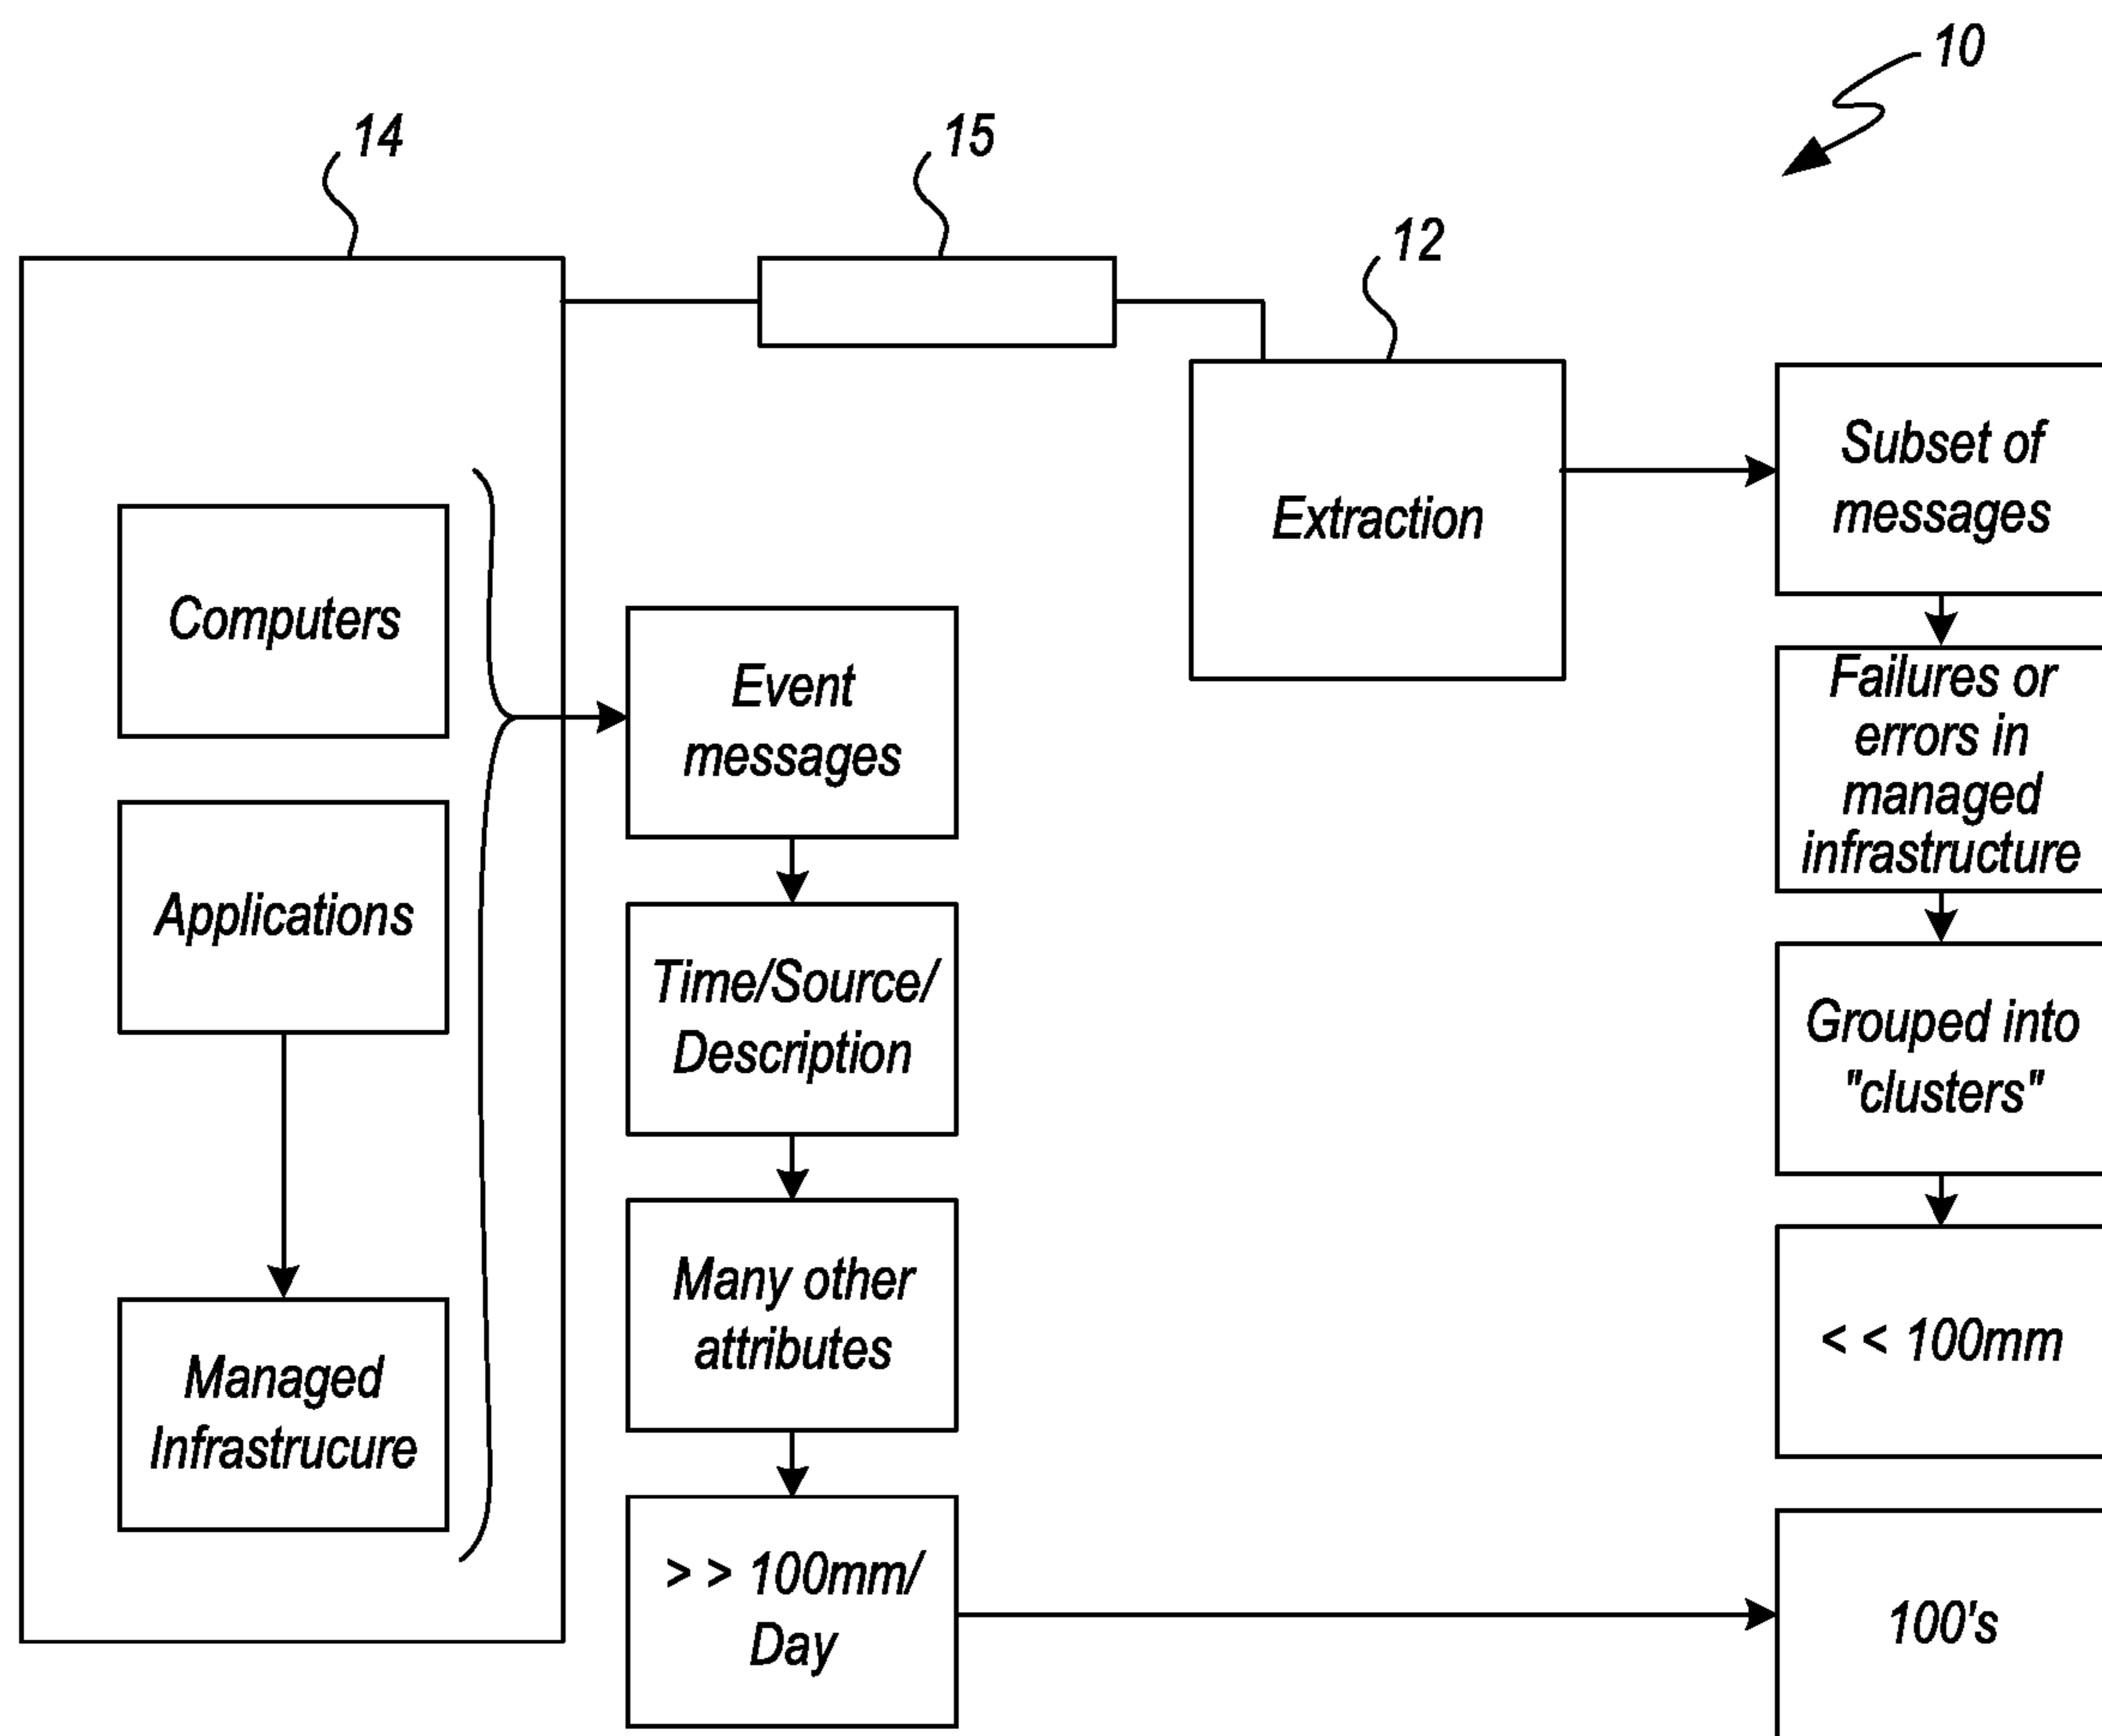 10
14
15
12
Computers
Applications
Managed
Infrastrucure
Event
messages
Time/Source/
Description
Many other
attributes
> > 100mm/
Day
Extraction
Subset of
messages
Failures or
errors in
managed
infrastructure
Grouped into
"clusters"
< < 100mm
100's